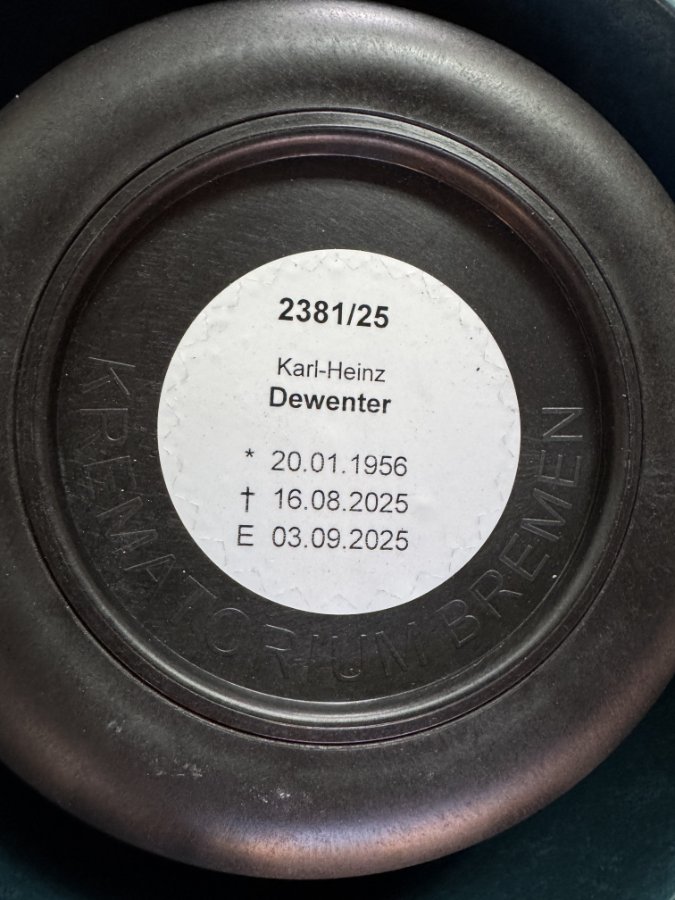 2381/25
Karl-Heinz
Dewenter
* 20.01.1956
† 16.08.2025
E 03.09.2025
KREMATORIUM BREMEN